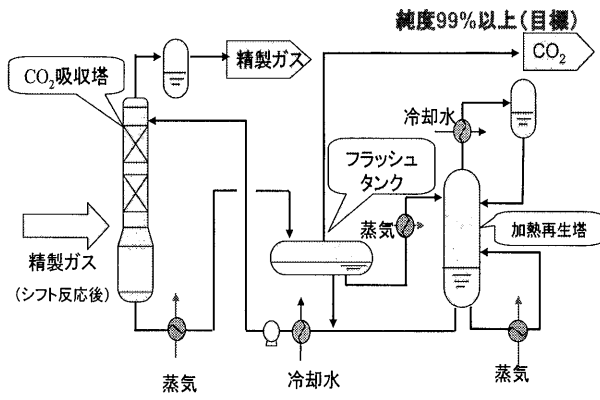 純度99%以上(目標)
精製ガス
CO2
CO2吸収塔
冷却水
フラッシュ
タンク
蒸気
加熱再生塔
精製ガス
(シフト反応後)
蒸気
冷却水
蒸気